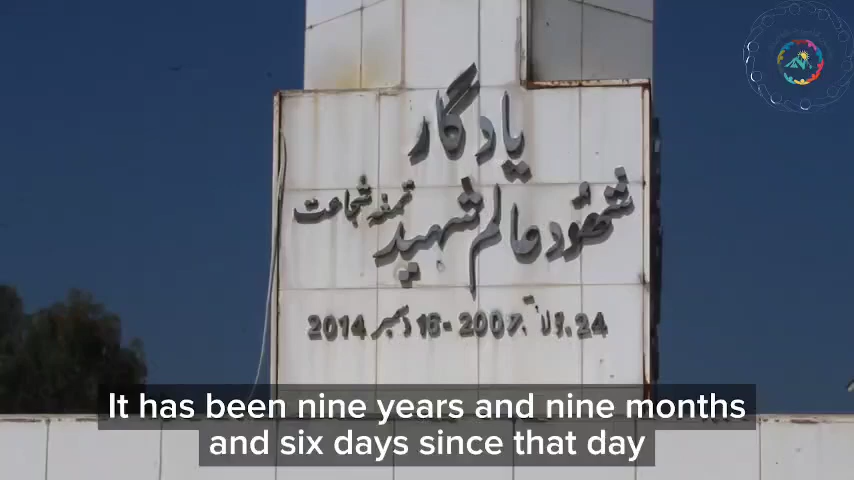 یادگار
شہود عالم شہید تمغہ شجاعت
24 2007 - 16 دسمبر 2014
It has been nine years and nine months
and six days since that day